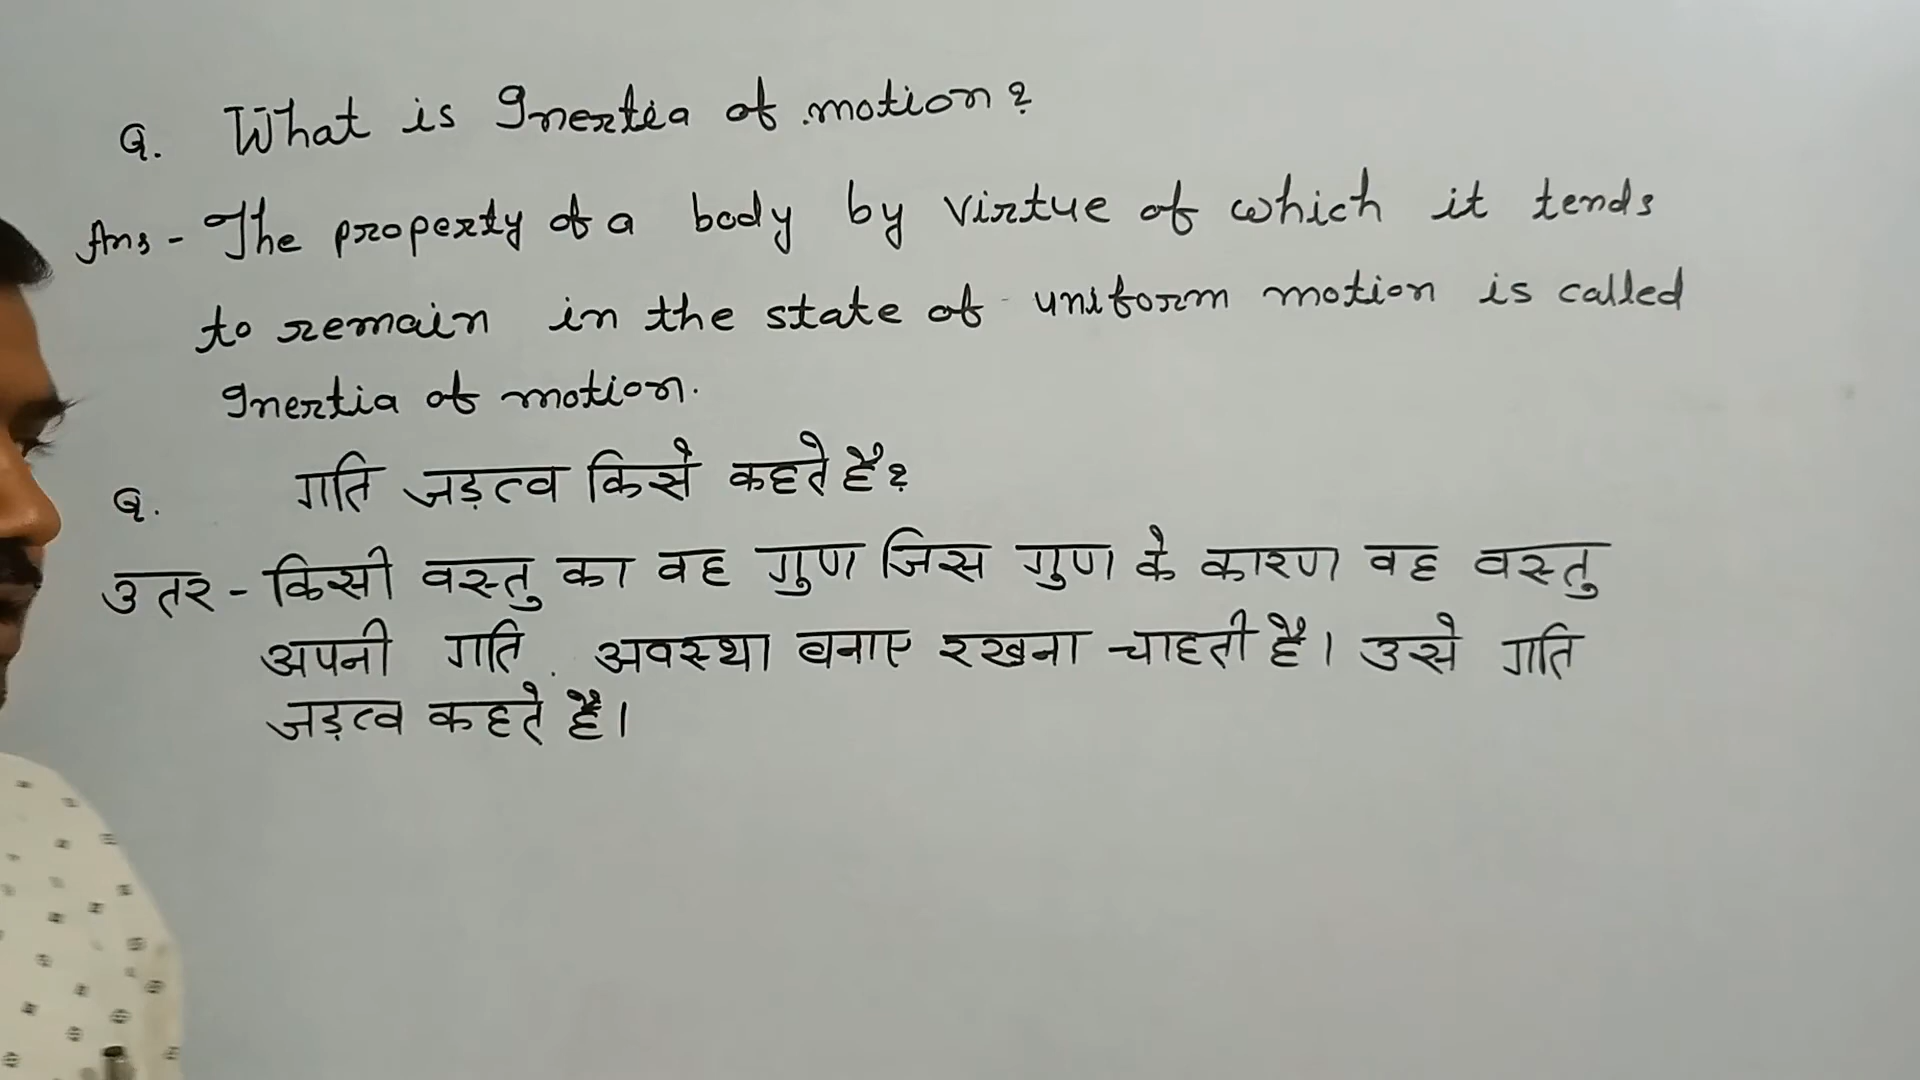 Q. What is Inertia of motion?
Ans - The property of a body by virtue of which it tends
to remain in the state of uniform motion is called
Inertia of motion.
Q. गति जड़त्व किसे कहते है?
उतर - किसी वस्तु का वह गुण जिस गुण के कारण वह वस्तु
अपनी गति अवस्था बनाए रखना चाहती है। उसे गति
जड़त्व कहते है।